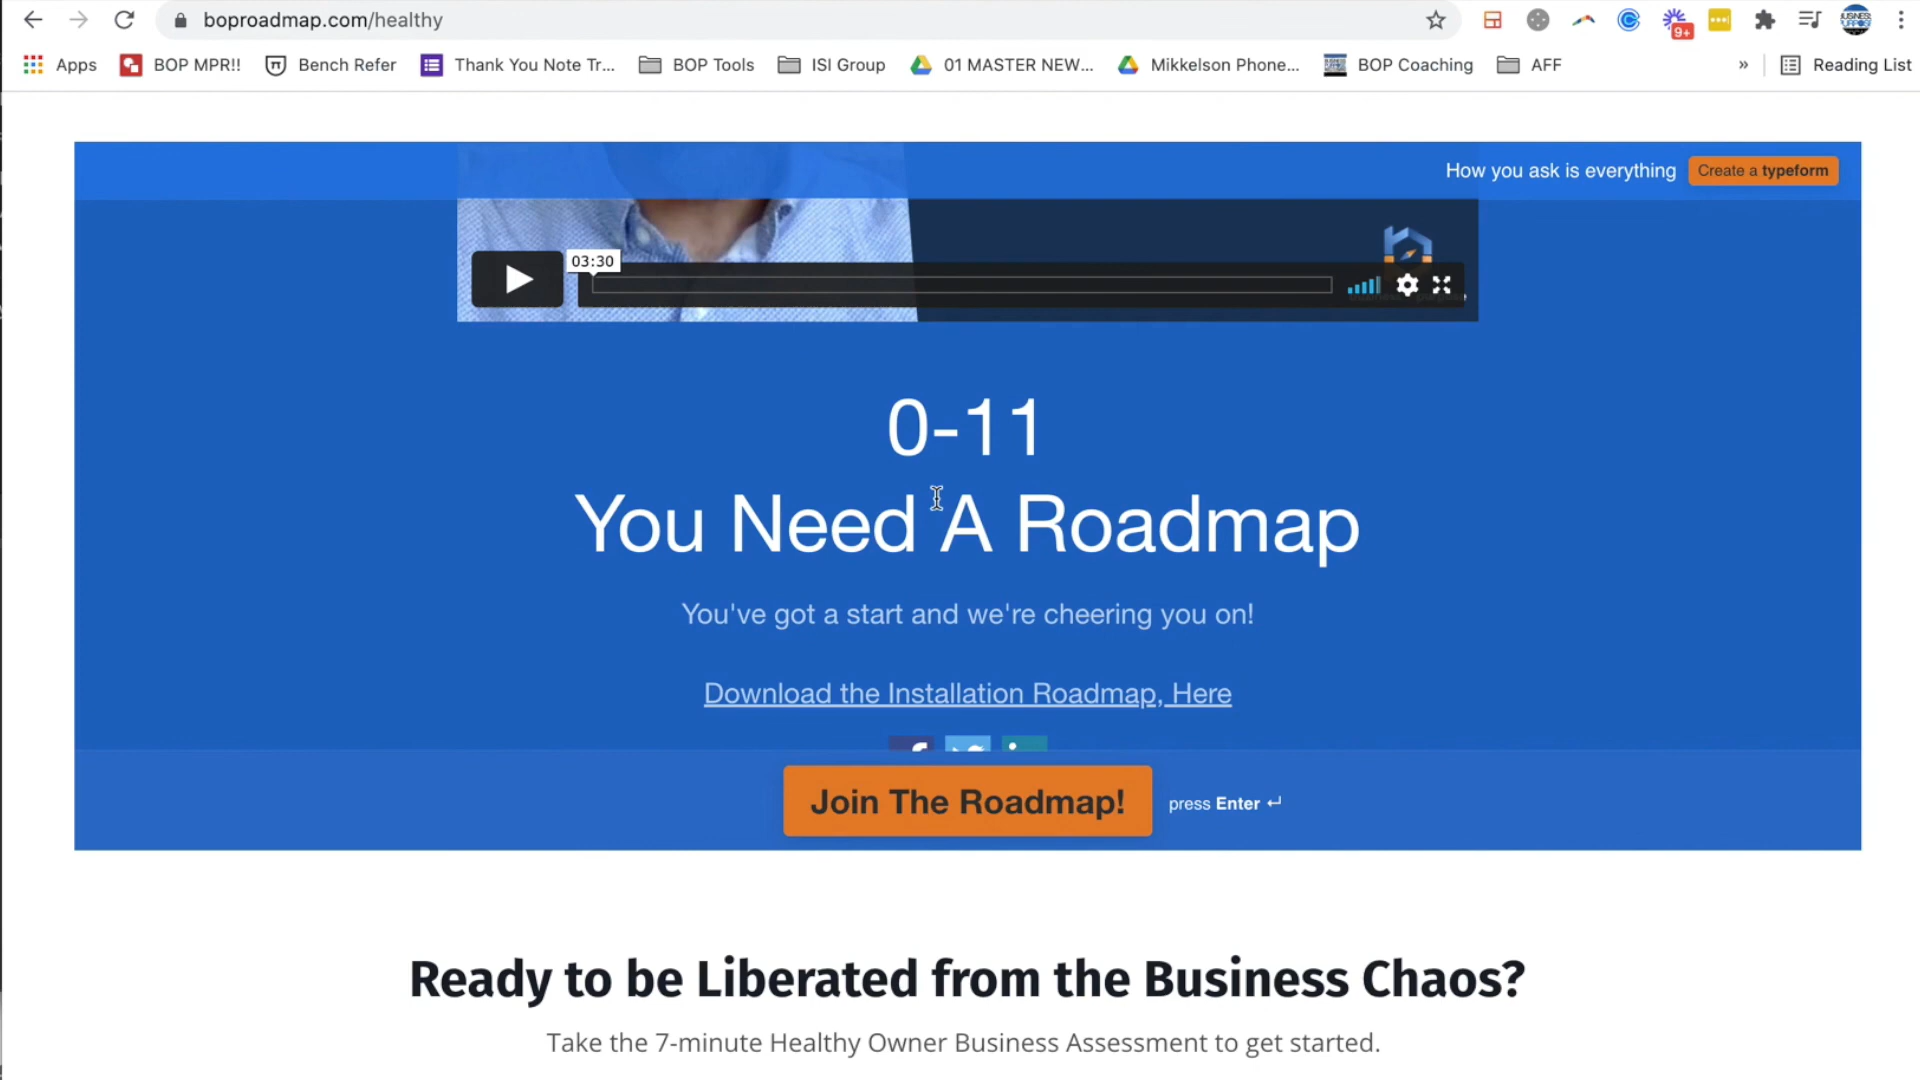 boproadmap.com/healthy
9+
BUSINESS
Apps BOP MPR!! Bench Refer Thank You Note Tr... BOP Tools ISI Group 01 MASTER NEW... Mikkelson Phone... BOP Coaching AFF » Reading List
How you ask is everything Create a typeform
03:30
0-11
You Need A Roadmap
You've got a start and we're cheering you on!
Download the Installation Roadmap, Here
Join The Roadmap! press Enter ↵
Ready to be Liberated from the Business Chaos?
Take the 7-minute Healthy Owner Business Assessment to get started.